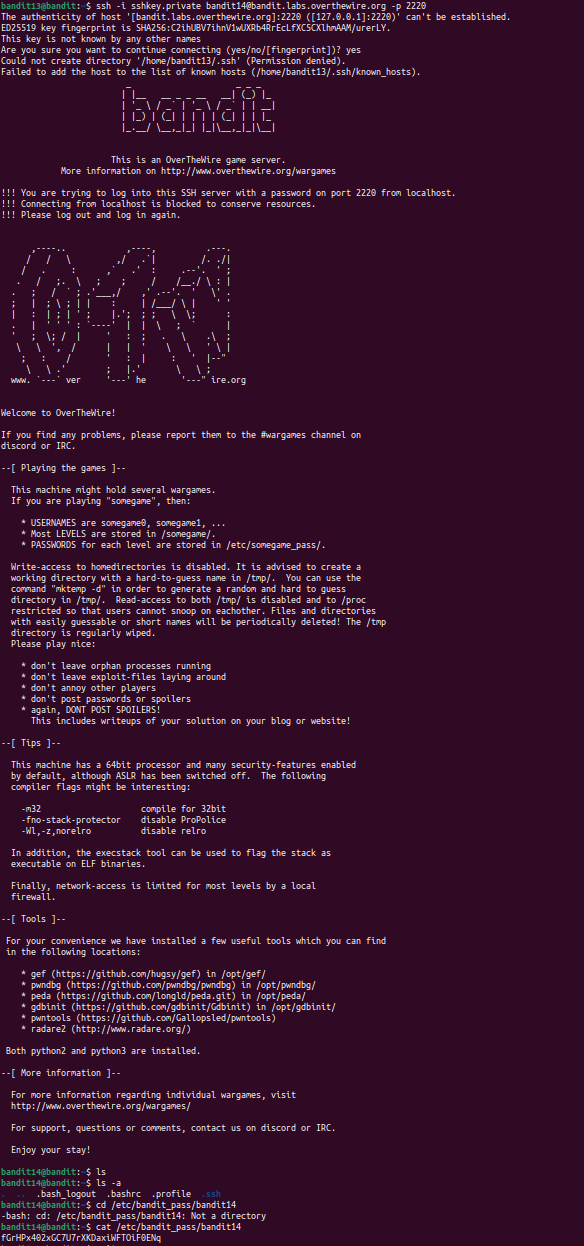 bandit13@bandit:~$ ssh -i sshkey.private bandit14@bandit.labs.overthewire.org -p 2220
The authenticity of host '[bandit.labs.overthewire.org]:2220 ([127.0.0.1]:2220)' can't be established.
ED25519 key fingerprint is SHA256:C2ihUBV7ihnV1wUXRb4RrEcLfXC5CXlhmAAM/urerLY.
This key is not known by any other names
Are you sure you want to continue connecting (yes/no/[fingerprint])? yes
Could not create directory '/home/bandit13/.ssh' (Permission denied).
Failed to add the host to the list of known hosts (/home/bandit13/.ssh/known_hosts).
bandit
This is an OverTheWire game server.
More information on http://www.overthewire.org/wargames
!!! You are trying to log into this SSH server with a password on port 2220 from localhost.
!!! Connecting from localhost is blocked to conserve resources.
!!! Please log out and log in again.
www. ver he ire.org
Welcome to OverTheWire!
If you find any problems, please report them to the #wargames channel on
discord or IRC.
--[ Playing the games ]--
This machine might hold several wargames.
If you are playing "somegame", then:
* USERNAMES are somegame0, somegame1, ...
* Most LEVELS are stored in /somegame/.
* PASSWORDS for each level are stored in /etc/somegame_pass/.
Write-access to homedirectories is disabled. It is advised to create a
working directory with a hard-to-guess name in /tmp/.  You can use the
command "mktemp -d" in order to generate a random and hard to guess
directory in /tmp/.  Read-access to both /tmp/ is disabled and to /proc
restricted so that users cannot snoop on eachother. Files and directories
with easily guessable or short names will be periodically deleted! The /tmp
directory is regularly wiped.
Please play nice:
* don't leave orphan processes running
* don't leave exploit-files laying around
* don't annoy other players
* don't post passwords or spoilers
* again, DONT POST SPOILERS!
This includes writeups of your solution on your blog or website!
--[ Tips ]--
This machine has a 64bit processor and many security-features enabled
by default, although ASLR has been switched off.  The following
compiler flags might be interesting:
-m32 compile for 32bit
-fno-stack-protector disable ProPolice
-Wl,-z,norelro disable relro
In addition, the execstack tool can be used to flag the stack as
executable on ELF binaries.
Finally, network-access is limited for most levels by a local
firewall.
--[ Tools ]--
For your convenience we have installed a few useful tools which you can find
in the following locations:
* gef (https://github.com/hugsy/gef) in /opt/gef/
* pwndbg (https://github.com/pwndbg/pwndbg) in /opt/pwndbg/
* peda (https://github.com/longld/peda.git) in /opt/peda/
* gdbinit (https://github.com/gdbinit/Gdbinit) in /opt/gdbinit/
* pwntools (https://github.com/Gallopsled/pwntools)
* radare2 (http://www.radare.org/)
Both python2 and python3 are installed.
--[ More information ]--
For more information regarding individual wargames, visit
http://www.overthewire.org/wargames/
For support, questions or comments, contact us on discord or IRC.
Enjoy your stay!
bandit14@bandit:~$ ls
bandit14@bandit:~$ ls -a
.  ..  .bash_logout  .bashrc  .profile  .ssh
bandit14@bandit:~$ cd /etc/bandit_pass/bandit14
-bash: cd: /etc/bandit_pass/bandit14: Not a directory
bandit14@bandit:~$ cat /etc/bandit_pass/bandit14
fGrHPx402xGC7U7rXKDaxiWFTOiF0ENq